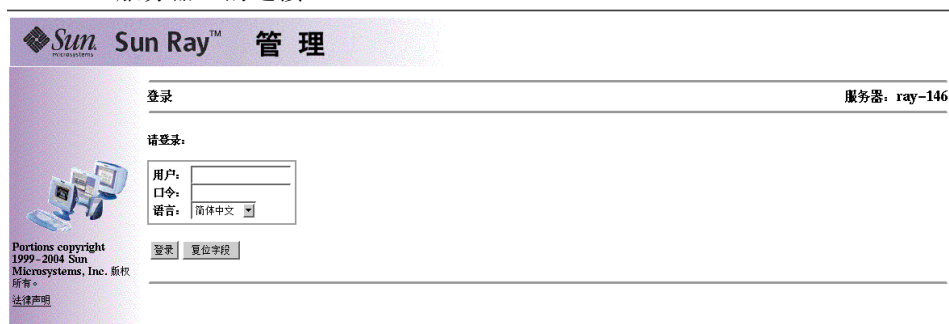 Sun microsystems Sun Ray™ 管 理
登录
服务器：ray-146
请登录：
用户：
口令：
语言： 简体中文
登录 复位字段
Portions copyright
1999-2004 Sun
Microsystems, Inc. 版权
所有。
法律声明